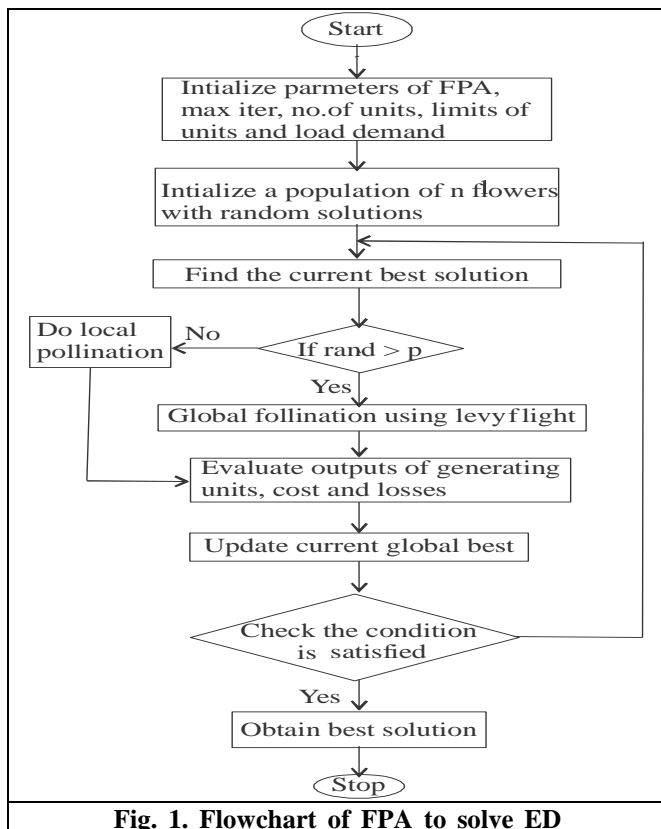 Start
Intialize parmeters of FPA,
max iter, no.of units, limits of
units and load demand
Intialize a population of n flowers
with random solutions
Find the current best solution
Do local
pollination
No
If rand > p
Yes
Global follination using levyflight
Evaluate outputs of generating
units, cost and losses
Update current global best
Check the condition
is satisfied
Yes
Obtain best solution
Stop
Fig. 1. Flowchart of FPA to solve ED